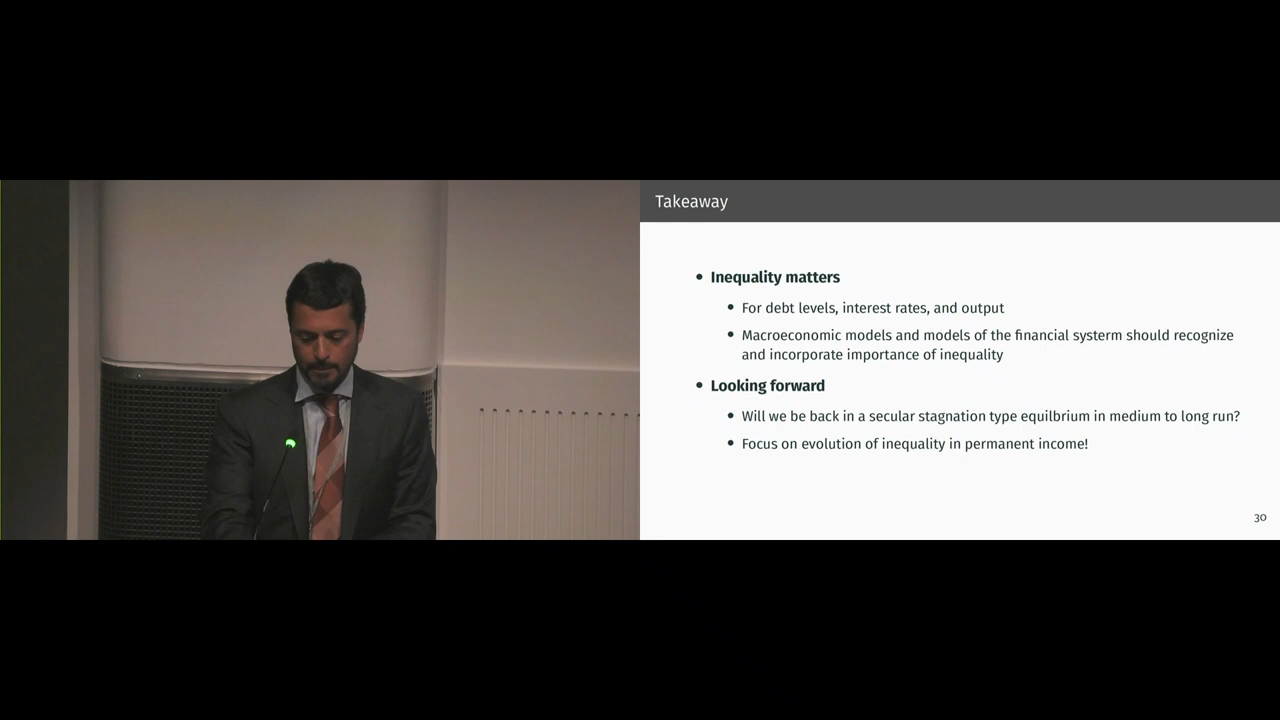 Takeaway
• Inequality matters
• For debt levels, interest rates, and output
• Macroeconomic models and models of the financial systerm should recognize
and incorporate importance of inequality
• Looking forward
• Will we be back in a secular stagnation type equilbrium in medium to long run?
• Focus on evolution of inequality in permanent income!
30